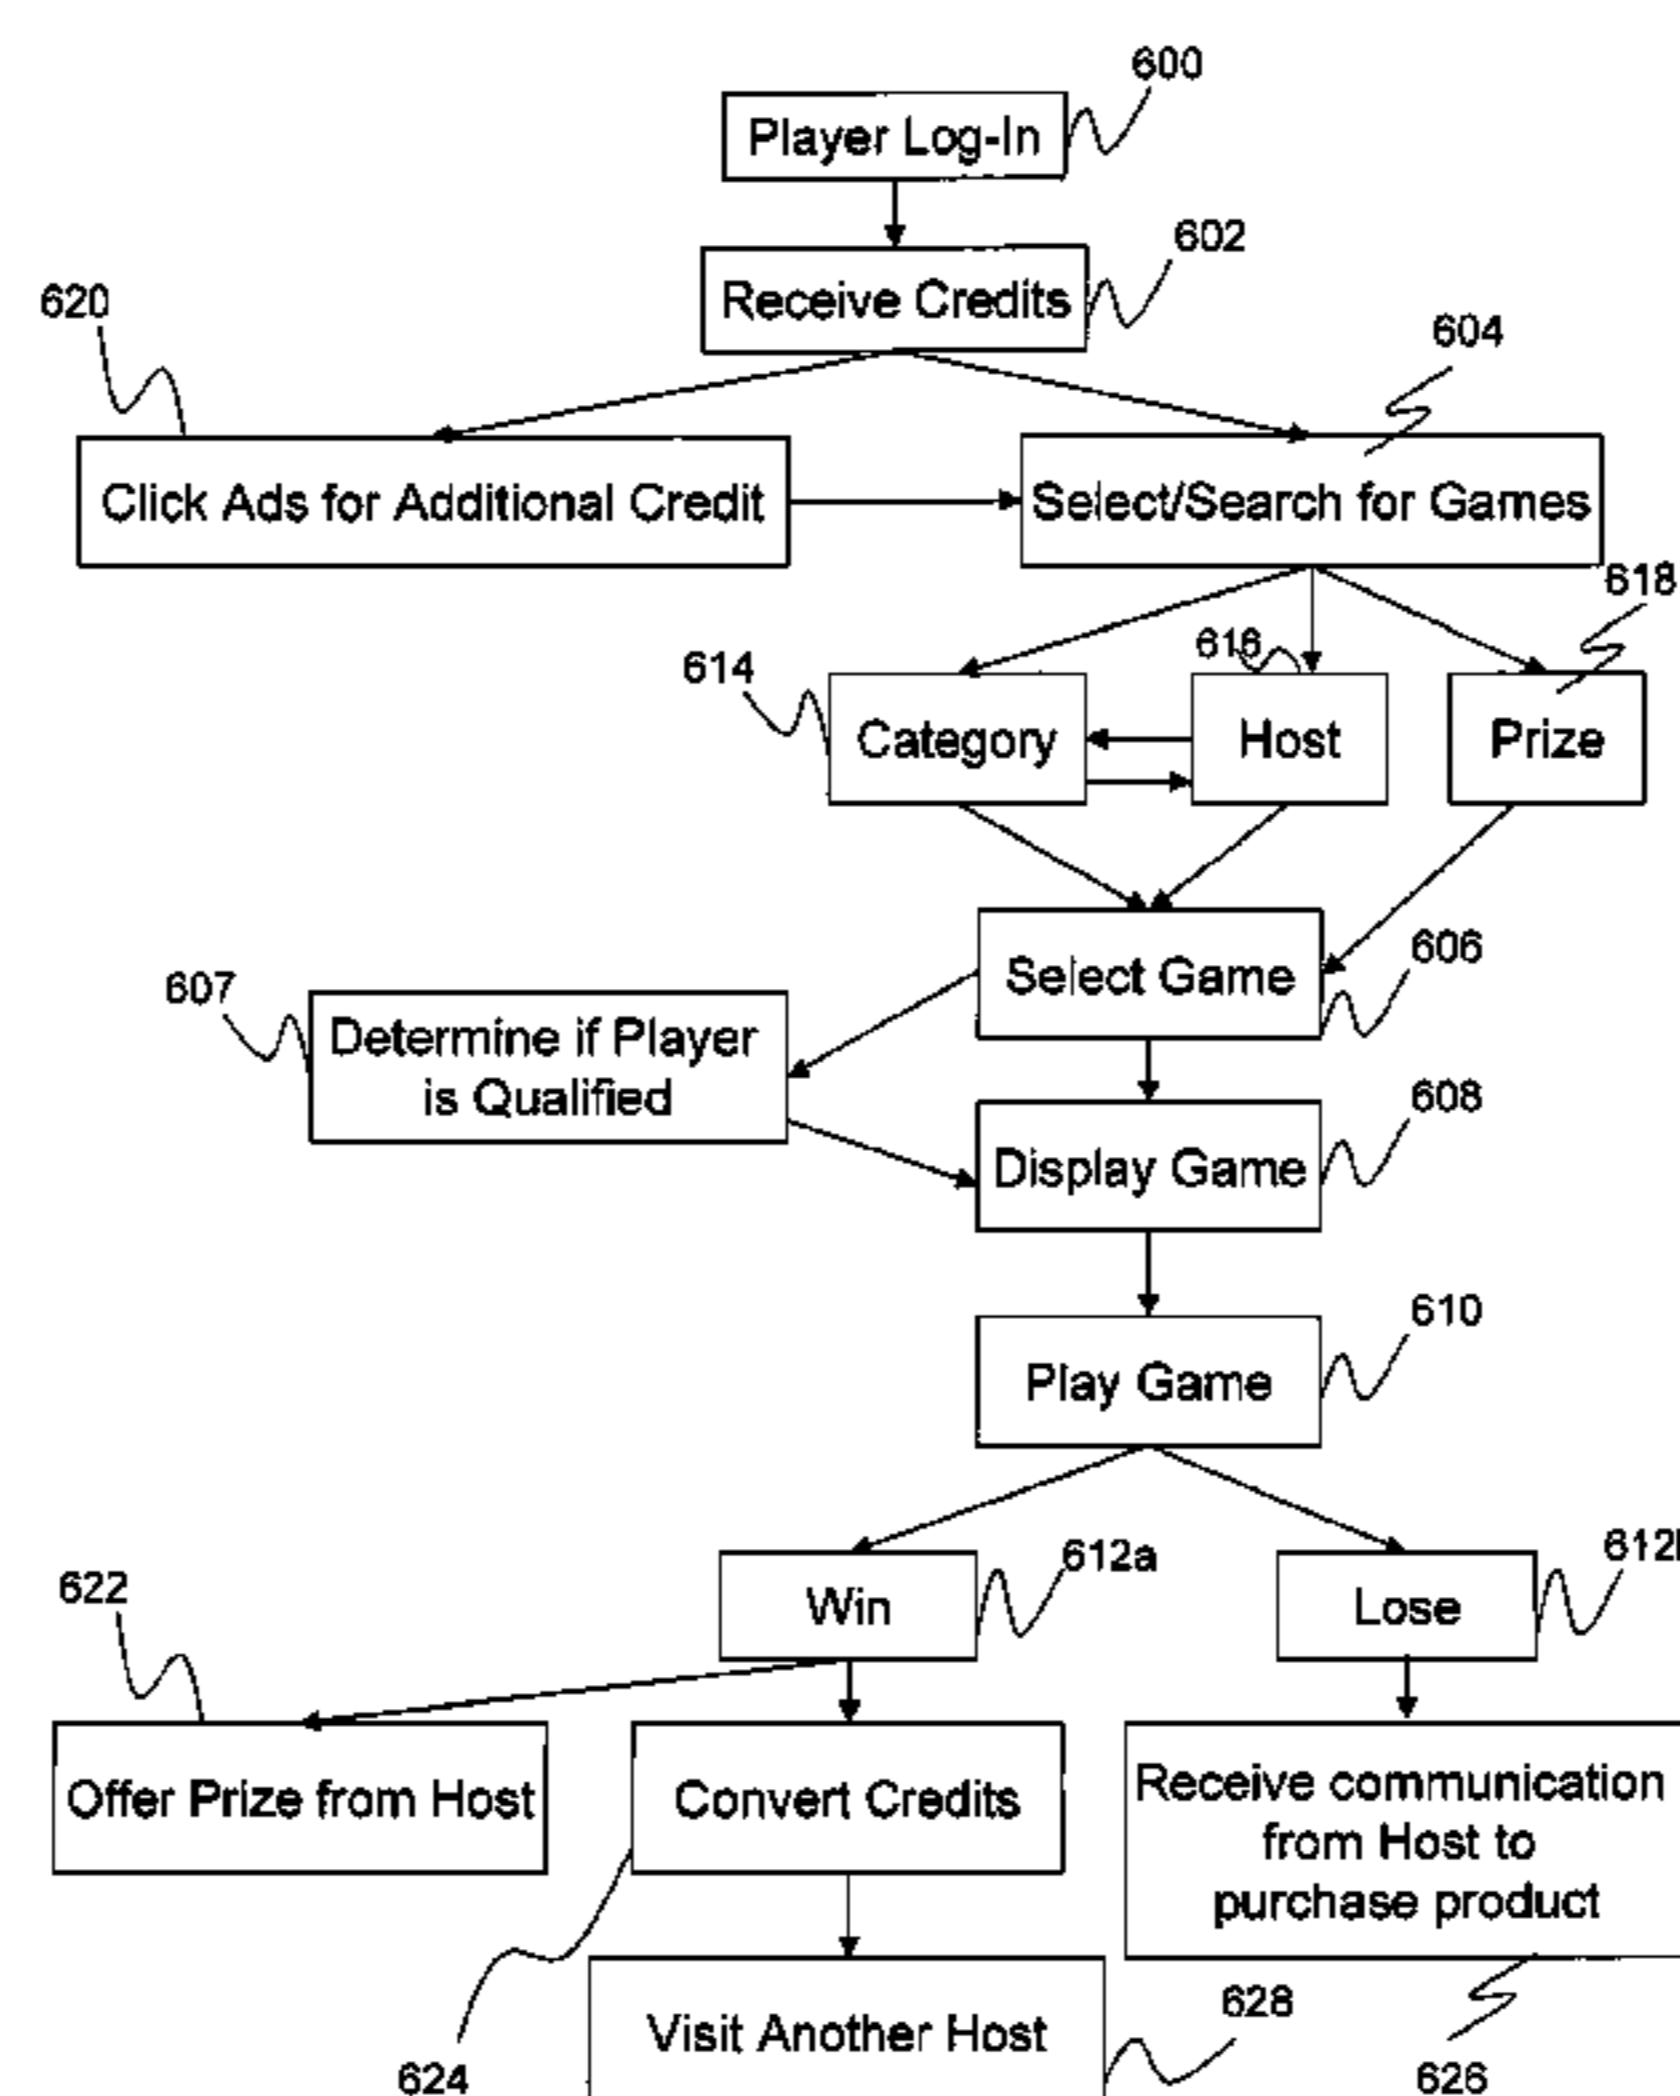 600
Player Log-In
602
Receive Credits
620
604
Click Ads for Additional Credit
Select/Search for Games
618
616
614
Category
Host
Prize
606
Select Game
607
Determine if Player
is Qualified
608
Display Game
610
Play Game
612a
Win
Lose
622
Offer Prize from Host
Convert Credits
Receive communication
from Host to
purchase product
628
Visit Another Host
624
626